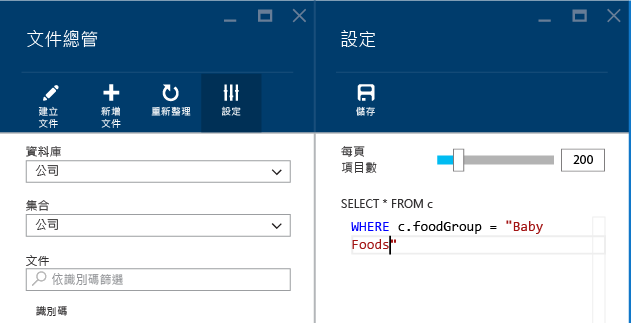 文件總管
建立
文件
新增
文件
重新整理
設定
資料庫
公司
集合
公司
文件
依識別碼篩選
識別碼
設定
儲存
每頁
項目數
200
SELECT * FROM c
WHERE c.foodGroup = "Baby
Foods"